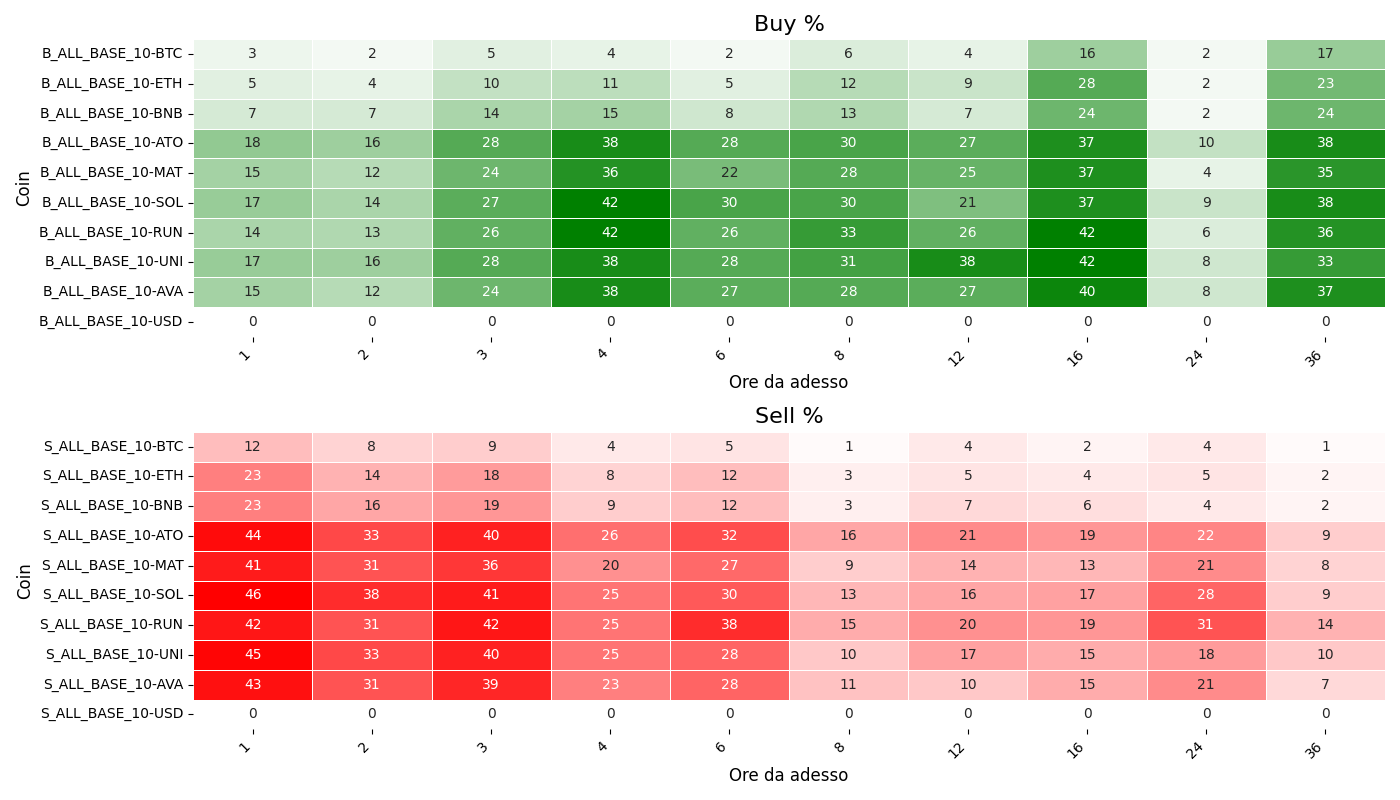 Buy %
Coin
B_ALL_BASE_10-BTC 3 2 5 4 2 6 4 16 2 17
B_ALL_BASE_10-ETH 5 4 10 11 5 12 9 28 2 23
B_ALL_BASE_10-BNB 7 7 14 15 8 13 7 24 2 24
B_ALL_BASE_10-ATO 18 16 28 38 28 30 27 37 10 38
B_ALL_BASE_10-MAT 15 12 24 36 22 28 25 37 4 35
B_ALL_BASE_10-SOL 17 14 27 42 30 30 21 37 9 38
B_ALL_BASE_10-RUN 14 13 26 42 26 33 26 42 6 36
B_ALL_BASE_10-UNI 17 16 28 38 28 31 38 42 8 33
B_ALL_BASE_10-AVA 15 12 24 38 27 28 27 40 8 37
B_ALL_BASE_10-USD 0 0 0 0 0 0 0 0 0 0
1 2 3 4 6 8 12 16 24 36
Ore da adesso
Sell %
Coin
S_ALL_BASE_10-BTC 12 8 9 4 5 1 4 2 4 1
S_ALL_BASE_10-ETH 23 14 18 8 12 3 5 4 5 2
S_ALL_BASE_10-BNB 23 16 19 9 12 3 7 6 4 2
S_ALL_BASE_10-ATO 44 33 40 26 32 16 21 19 22 9
S_ALL_BASE_10-MAT 41 31 36 20 27 9 14 13 21 8
S_ALL_BASE_10-SOL 46 38 41 25 30 13 16 17 28 9
S_ALL_BASE_10-RUN 42 31 42 25 38 15 20 19 31 14
S_ALL_BASE_10-UNI 45 33 40 25 28 10 17 15 18 10
S_ALL_BASE_10-AVA 43 31 39 23 28 11 10 15 21 7
S_ALL_BASE_10-USD 0 0 0 0 0 0 0 0 0 0
1 2 3 4 6 8 12 16 24 36
Ore da adesso